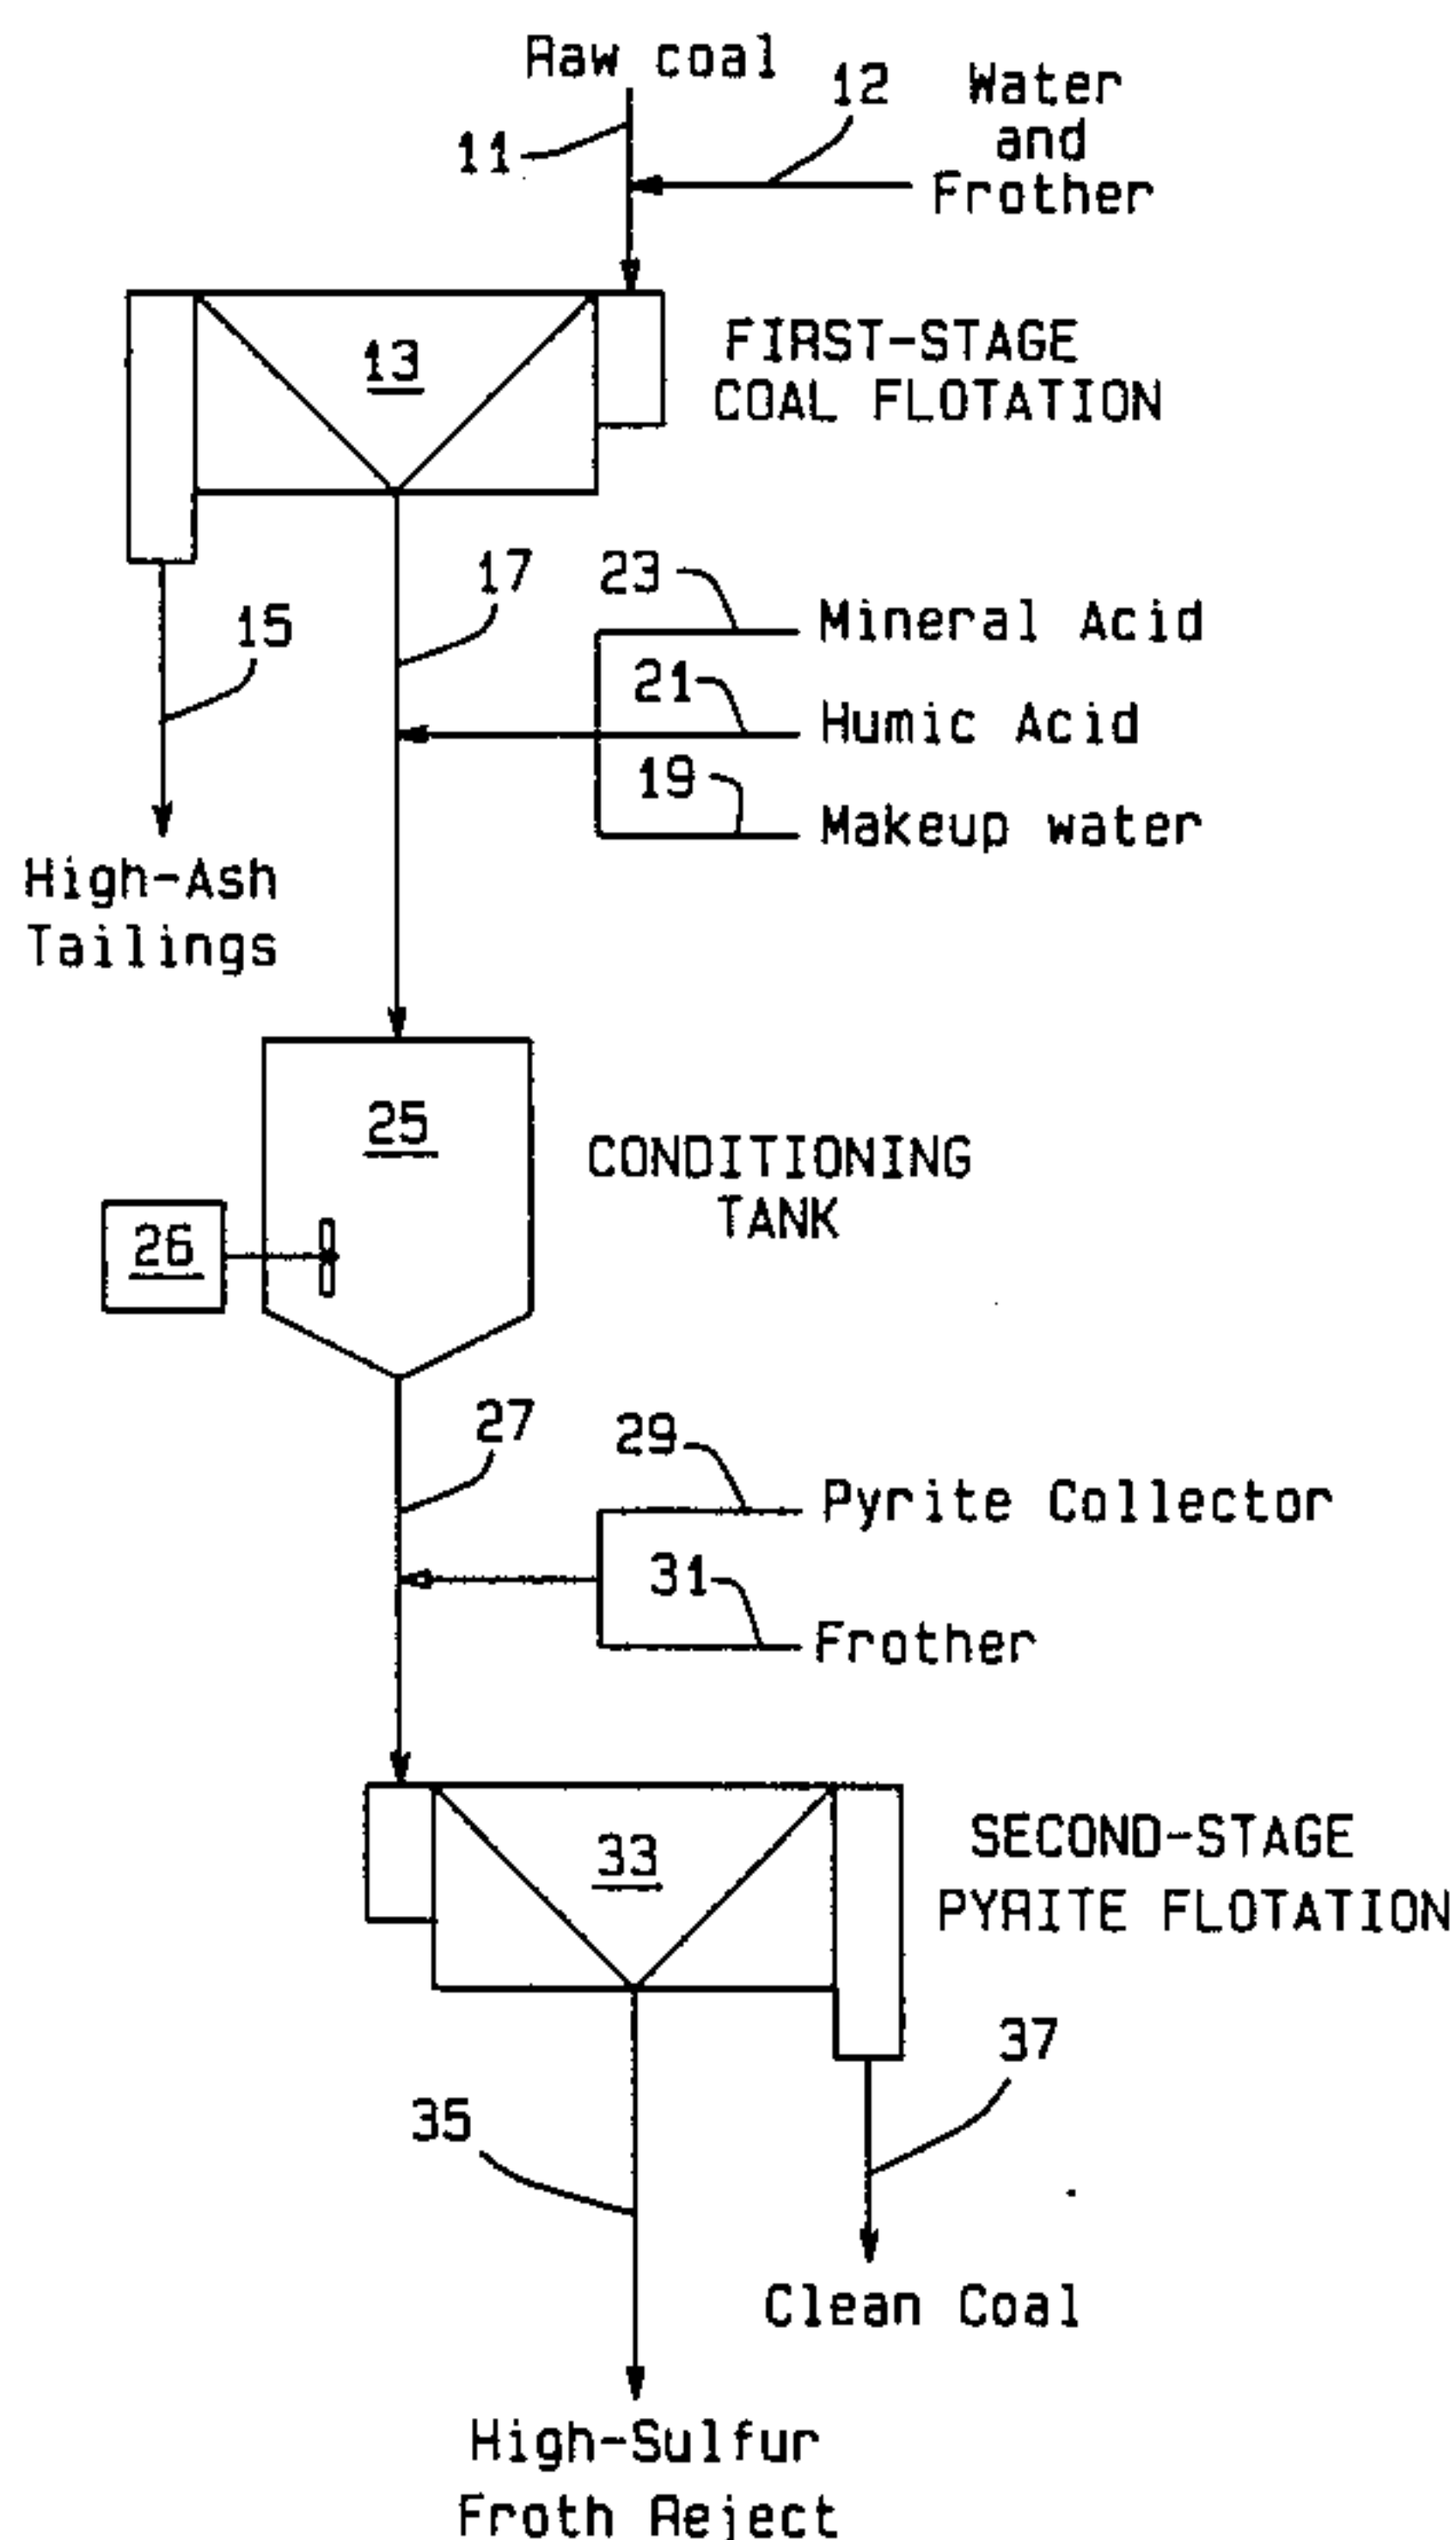 Raw coal
11
12
Water
and
Frother
13
FIRST-STAGE
COAL FLOTATION
17
23
Mineral Acid
15
21
Humic Acid
19
Makeup water
High-Ash
Tailings
25
CONDITIONING
TANK
26
27
29
Pyrite Collector
31
Frother
33
SECOND-STAGE
PYRITE FLOTATION
37
35
Clean Coal
High-Sulfur
Froth Reject